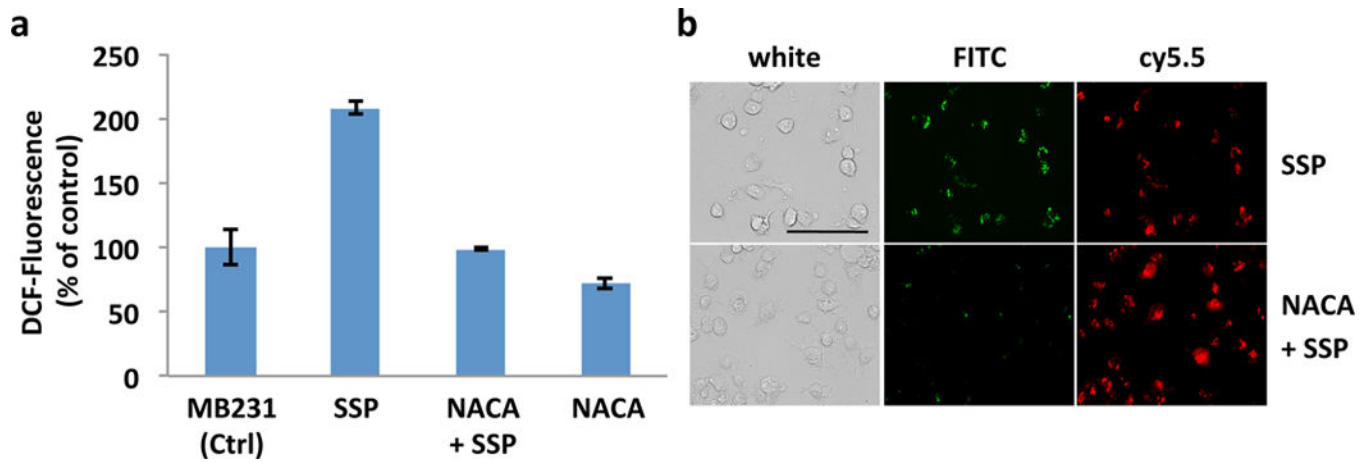 a
DCF-Fluorescence
(% of control)
250
200
150
100
50
0
MB231
(Ctrl)
SSP
NACA
+ SSP
NACA
b
white
FITC
cy5.5
SSP
NACA
+ SSP